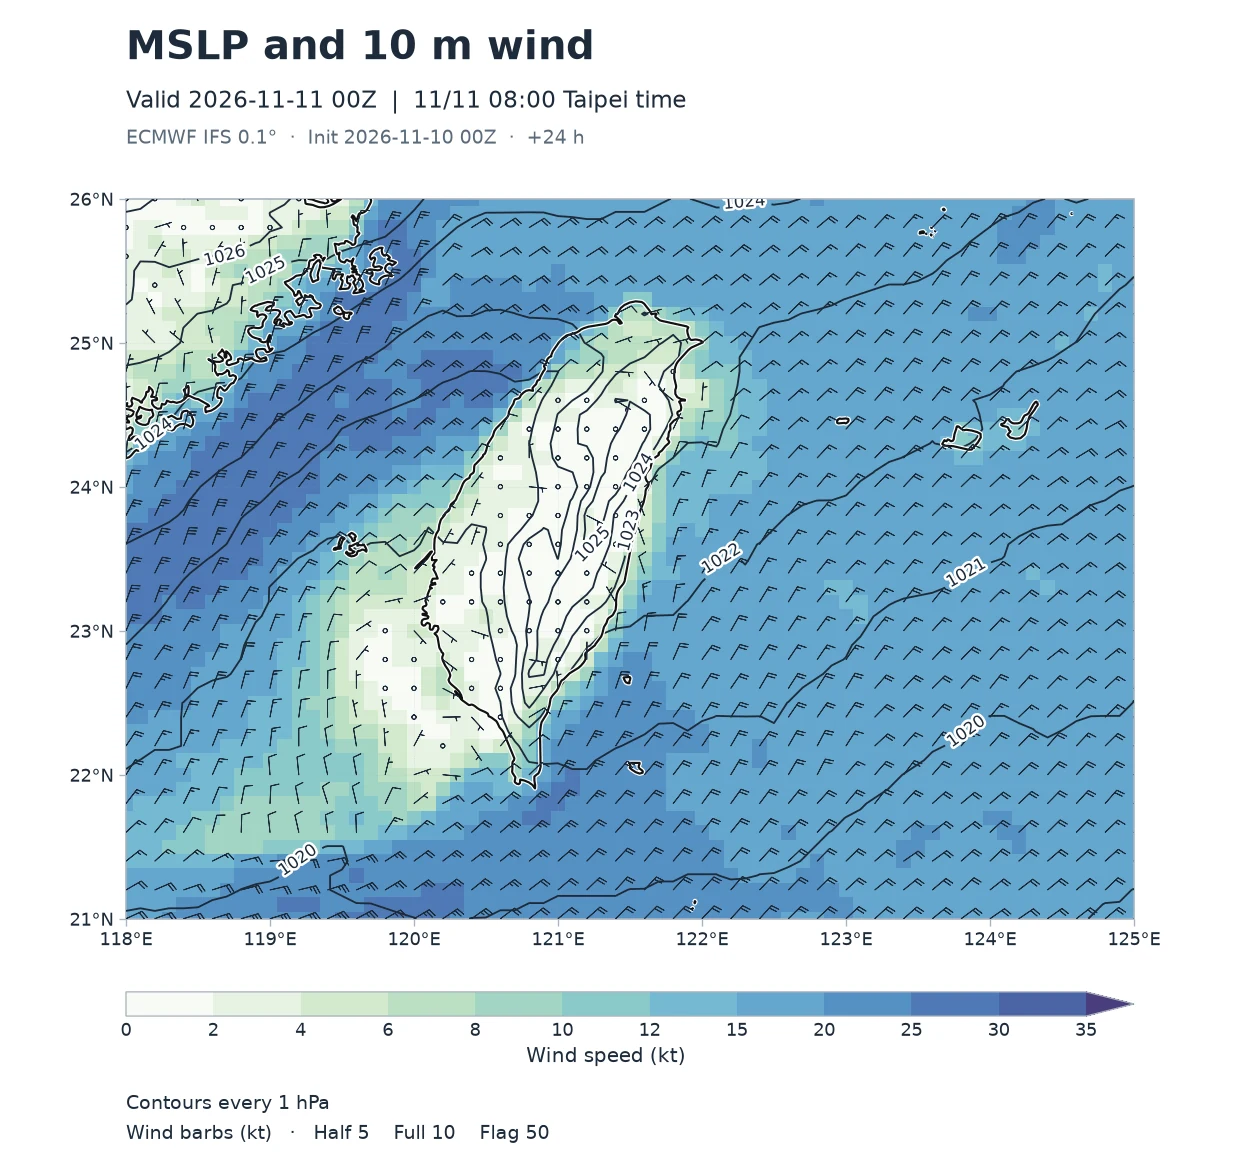 MSLP and 10 m wind
Valid 2026-11-11 00Z | 11/11 08:00 Taipei time
ECMWF IFS 0.1° · Init 2026-11-10 00Z · +24 h
26°N
1024
1026
1025
25°N
1024
24°N
1024
1023
1025
1022
1021
23°N
1020
22°N
1020
21°N
118°E 119°E 120°E 121°E 122°E 123°E 124°E 125°E
0 2 4 6 8 10 12 15 20 25 30 35
Wind speed (kt)
Contours every 1 hPa
Wind barbs (kt) · Half 5 Full 10 Flag 50